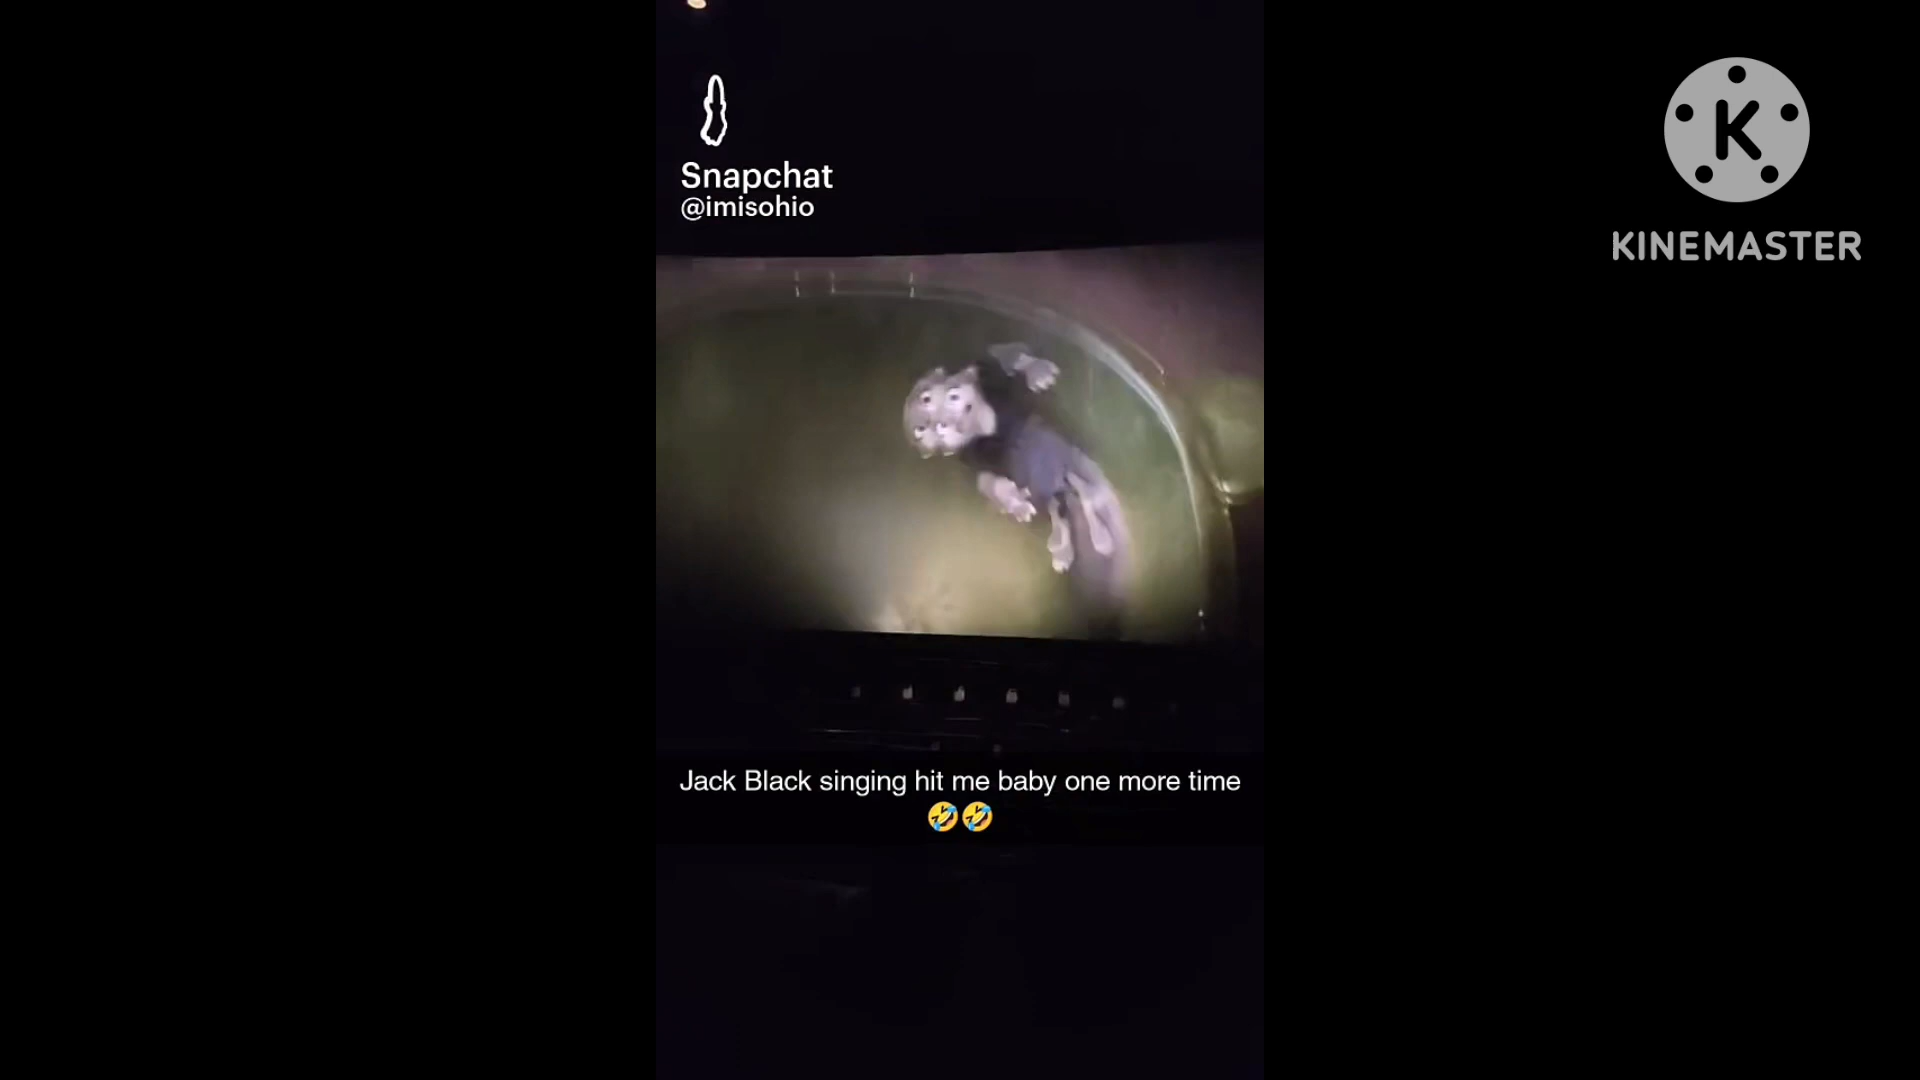 Snapchat
@imisohio
K
KINEMASTER
Jack Black singing hit me baby one more time
🤣🤣